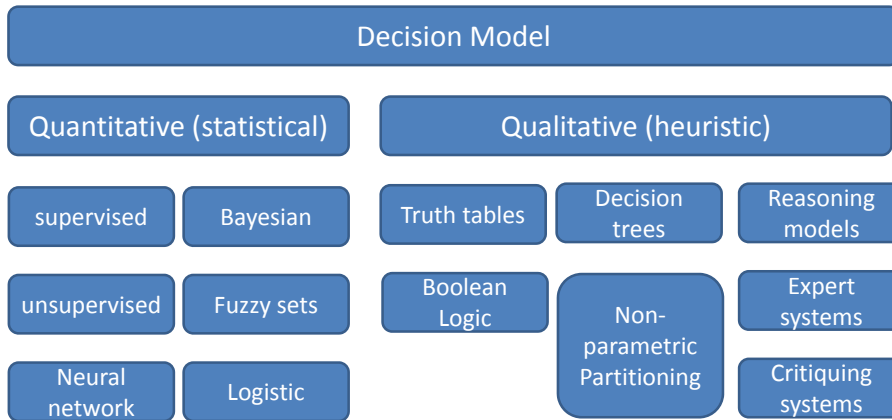 Decision Model
Quantitative (statistical)
Qualitative (heuristic)
supervised
Bayesian
Truth tables
Decision
trees
Reasoning
models
unsupervised
Fuzzy sets
Boolean
Logic
Non-
parametric
Partitioning
Expert
systems
Neural
network
Logistic
Critiquing
systems